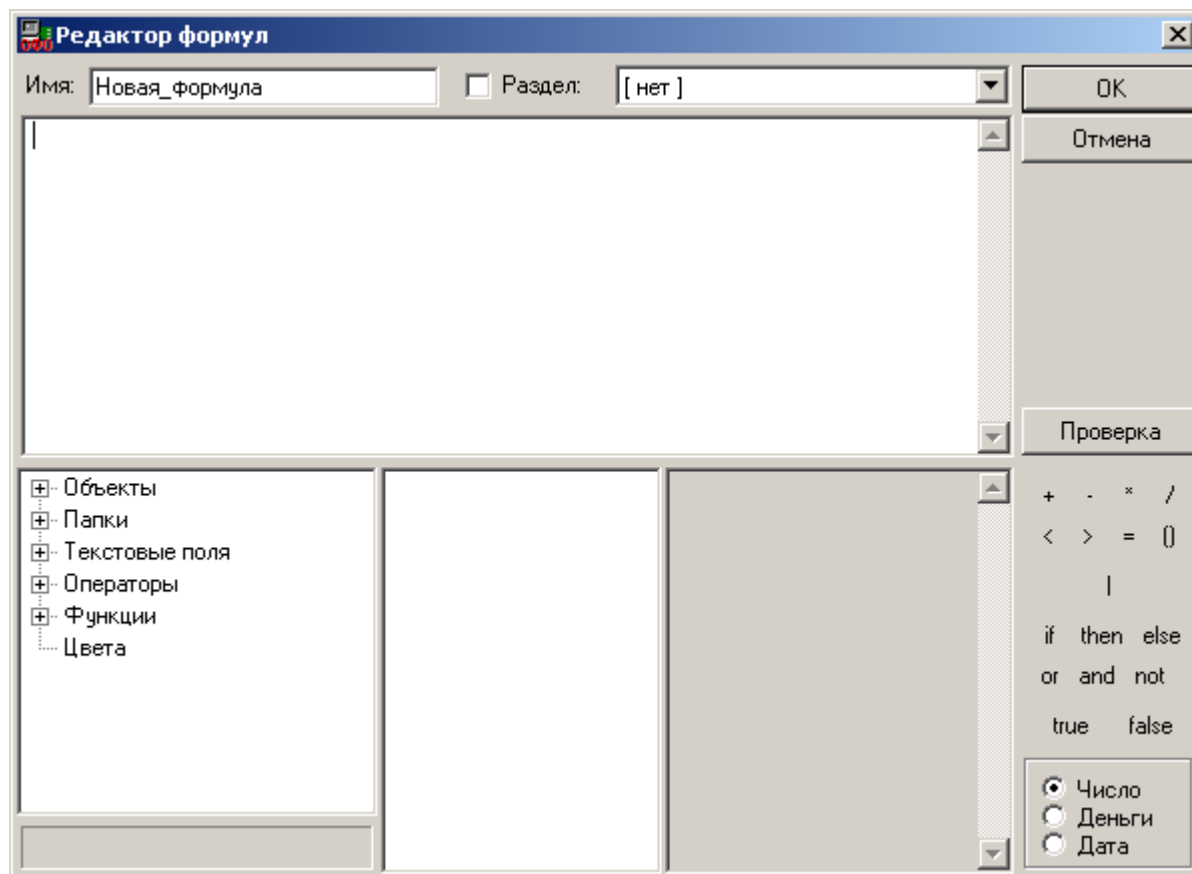 Редактор формул
Имя: Новая_формула Раздел: [ нет ] OK
Отмена
Проверка
Объекты
Папки
Текстовые поля
Операторы
Функции
Цвета
+ - * /
< > = ()
|
if then else
or and not
true false
Число
Деньги
Дата